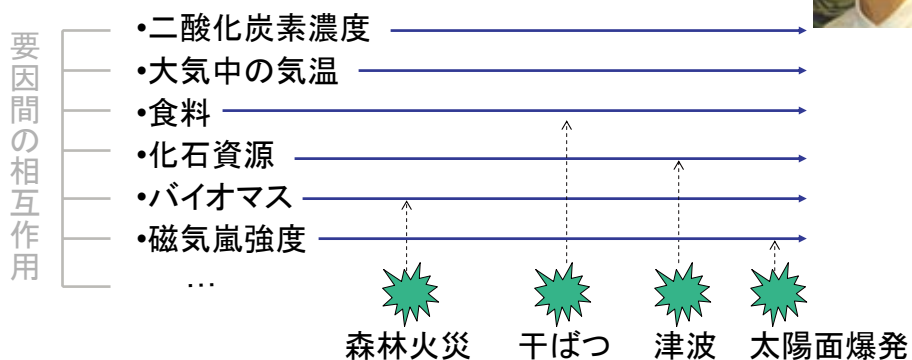 要因間の相互作用
•二酸化炭素濃度
•大気中の気温
•食料
•化石資源
•バイオマス
•磁気嵐強度
…
森林火災 干ばつ 津波 太陽面爆発